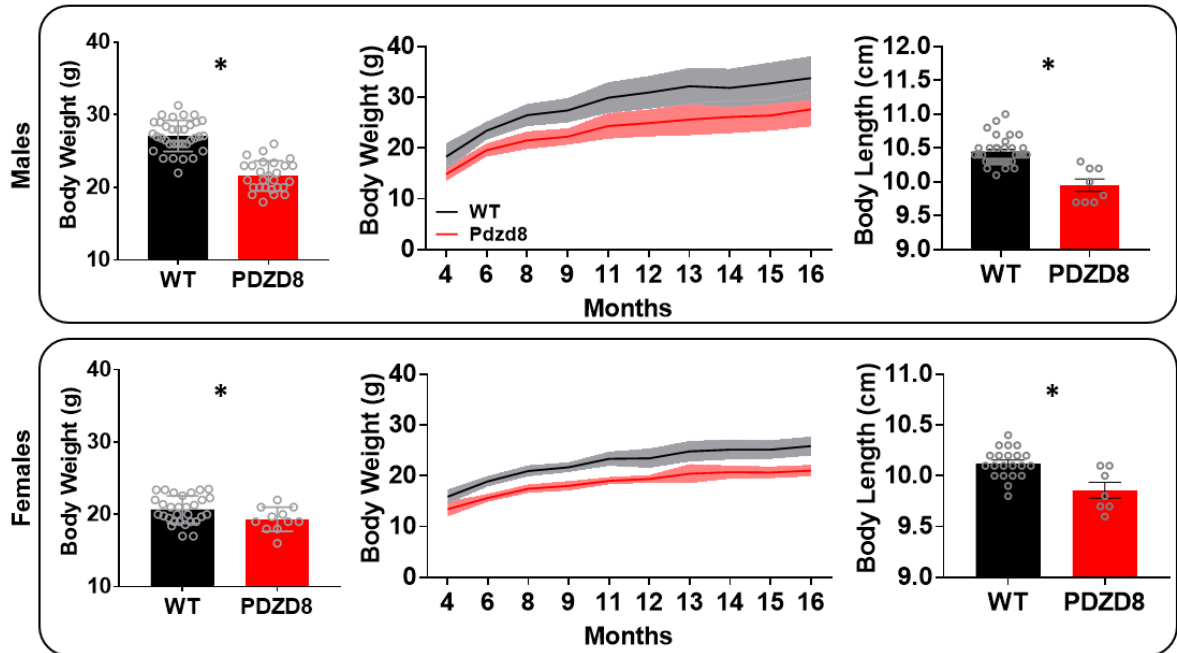 Males
Body Weight (g)
40
30
20
10
*
WT
PDZD8
Body Weight (g)
40
30
20
10
0
WT
Pdzd8
4 6 8 9 11 12 13 14 15 16
Months
Body Length (cm)
12.0
11.5
11.0
10.5
10.0
9.5
9.0
*
WT
PDZD8
Females
Body Weight (g)
40
30
20
10
*
WT
PDZD8
Body Weight (g)
40
30
20
10
0
4 6 8 9 11 12 13 14 15 16
Months
Body Length (cm)
11.0
10.5
10.0
9.5
9.0
*
WT
PDZD8